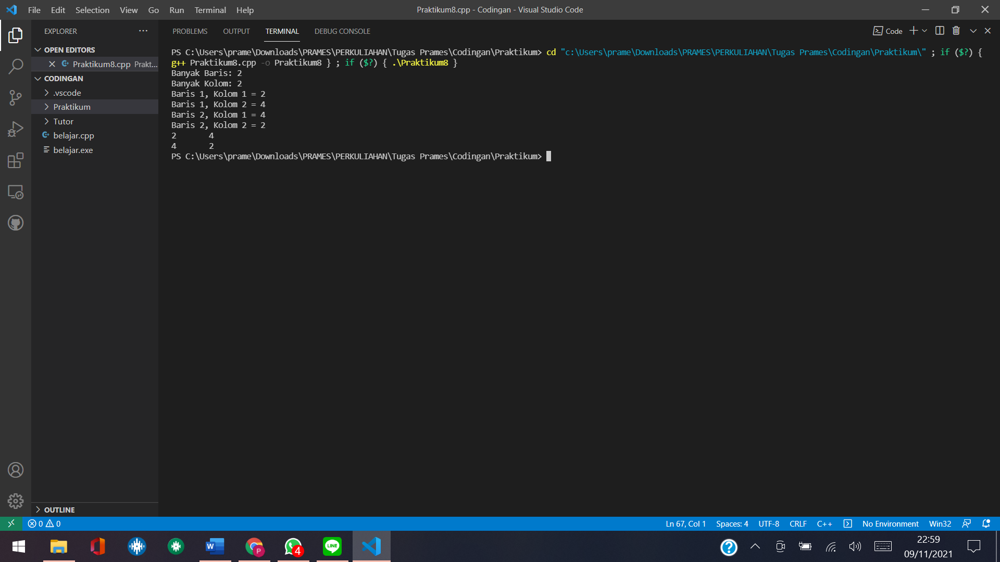 File Edit Selection View Go Run Terminal Help
Praktikum8.cpp - Codingan - Visual Studio Code
EXPLORER
OPEN EDITORS
Praktikum8.cpp Prakt...
CODINGAN
.vscode
Praktikum
Tutor
belajar.cpp
belajar.exe
OUTLINE
PROBLEMS OUTPUT TERMINAL DEBUG CONSOLE
Code
PS C:\Users\prame\Downloads\PRAMES\PERKULIAHAN\Tugas Prames\Codingan\Praktikum> cd "c:\Users\prame\Downloads\PRAMES\PERKULIAHAN\Tugas Prames\Codingan\Praktikum\" ; if ($?) {
g++ Praktikum8.cpp -o Praktikum8 } ; if ($?) { .\Praktikum8 }
Banyak Baris: 2
Banyak Kolom: 2
Baris 1, Kolom 1 = 2
Baris 1, Kolom 2 = 4
Baris 2, Kolom 1 = 4
Baris 2, Kolom 2 = 2
2 4
4 2
PS C:\Users\prame\Downloads\PRAMES\PERKULIAHAN\Tugas Prames\Codingan\Praktikum>
0 0
Ln 67, Col 1 Spaces: 4 UTF-8 CRLF C++ No Environment Win32
W
P
4
LINE
?
22:59
09/11/2021